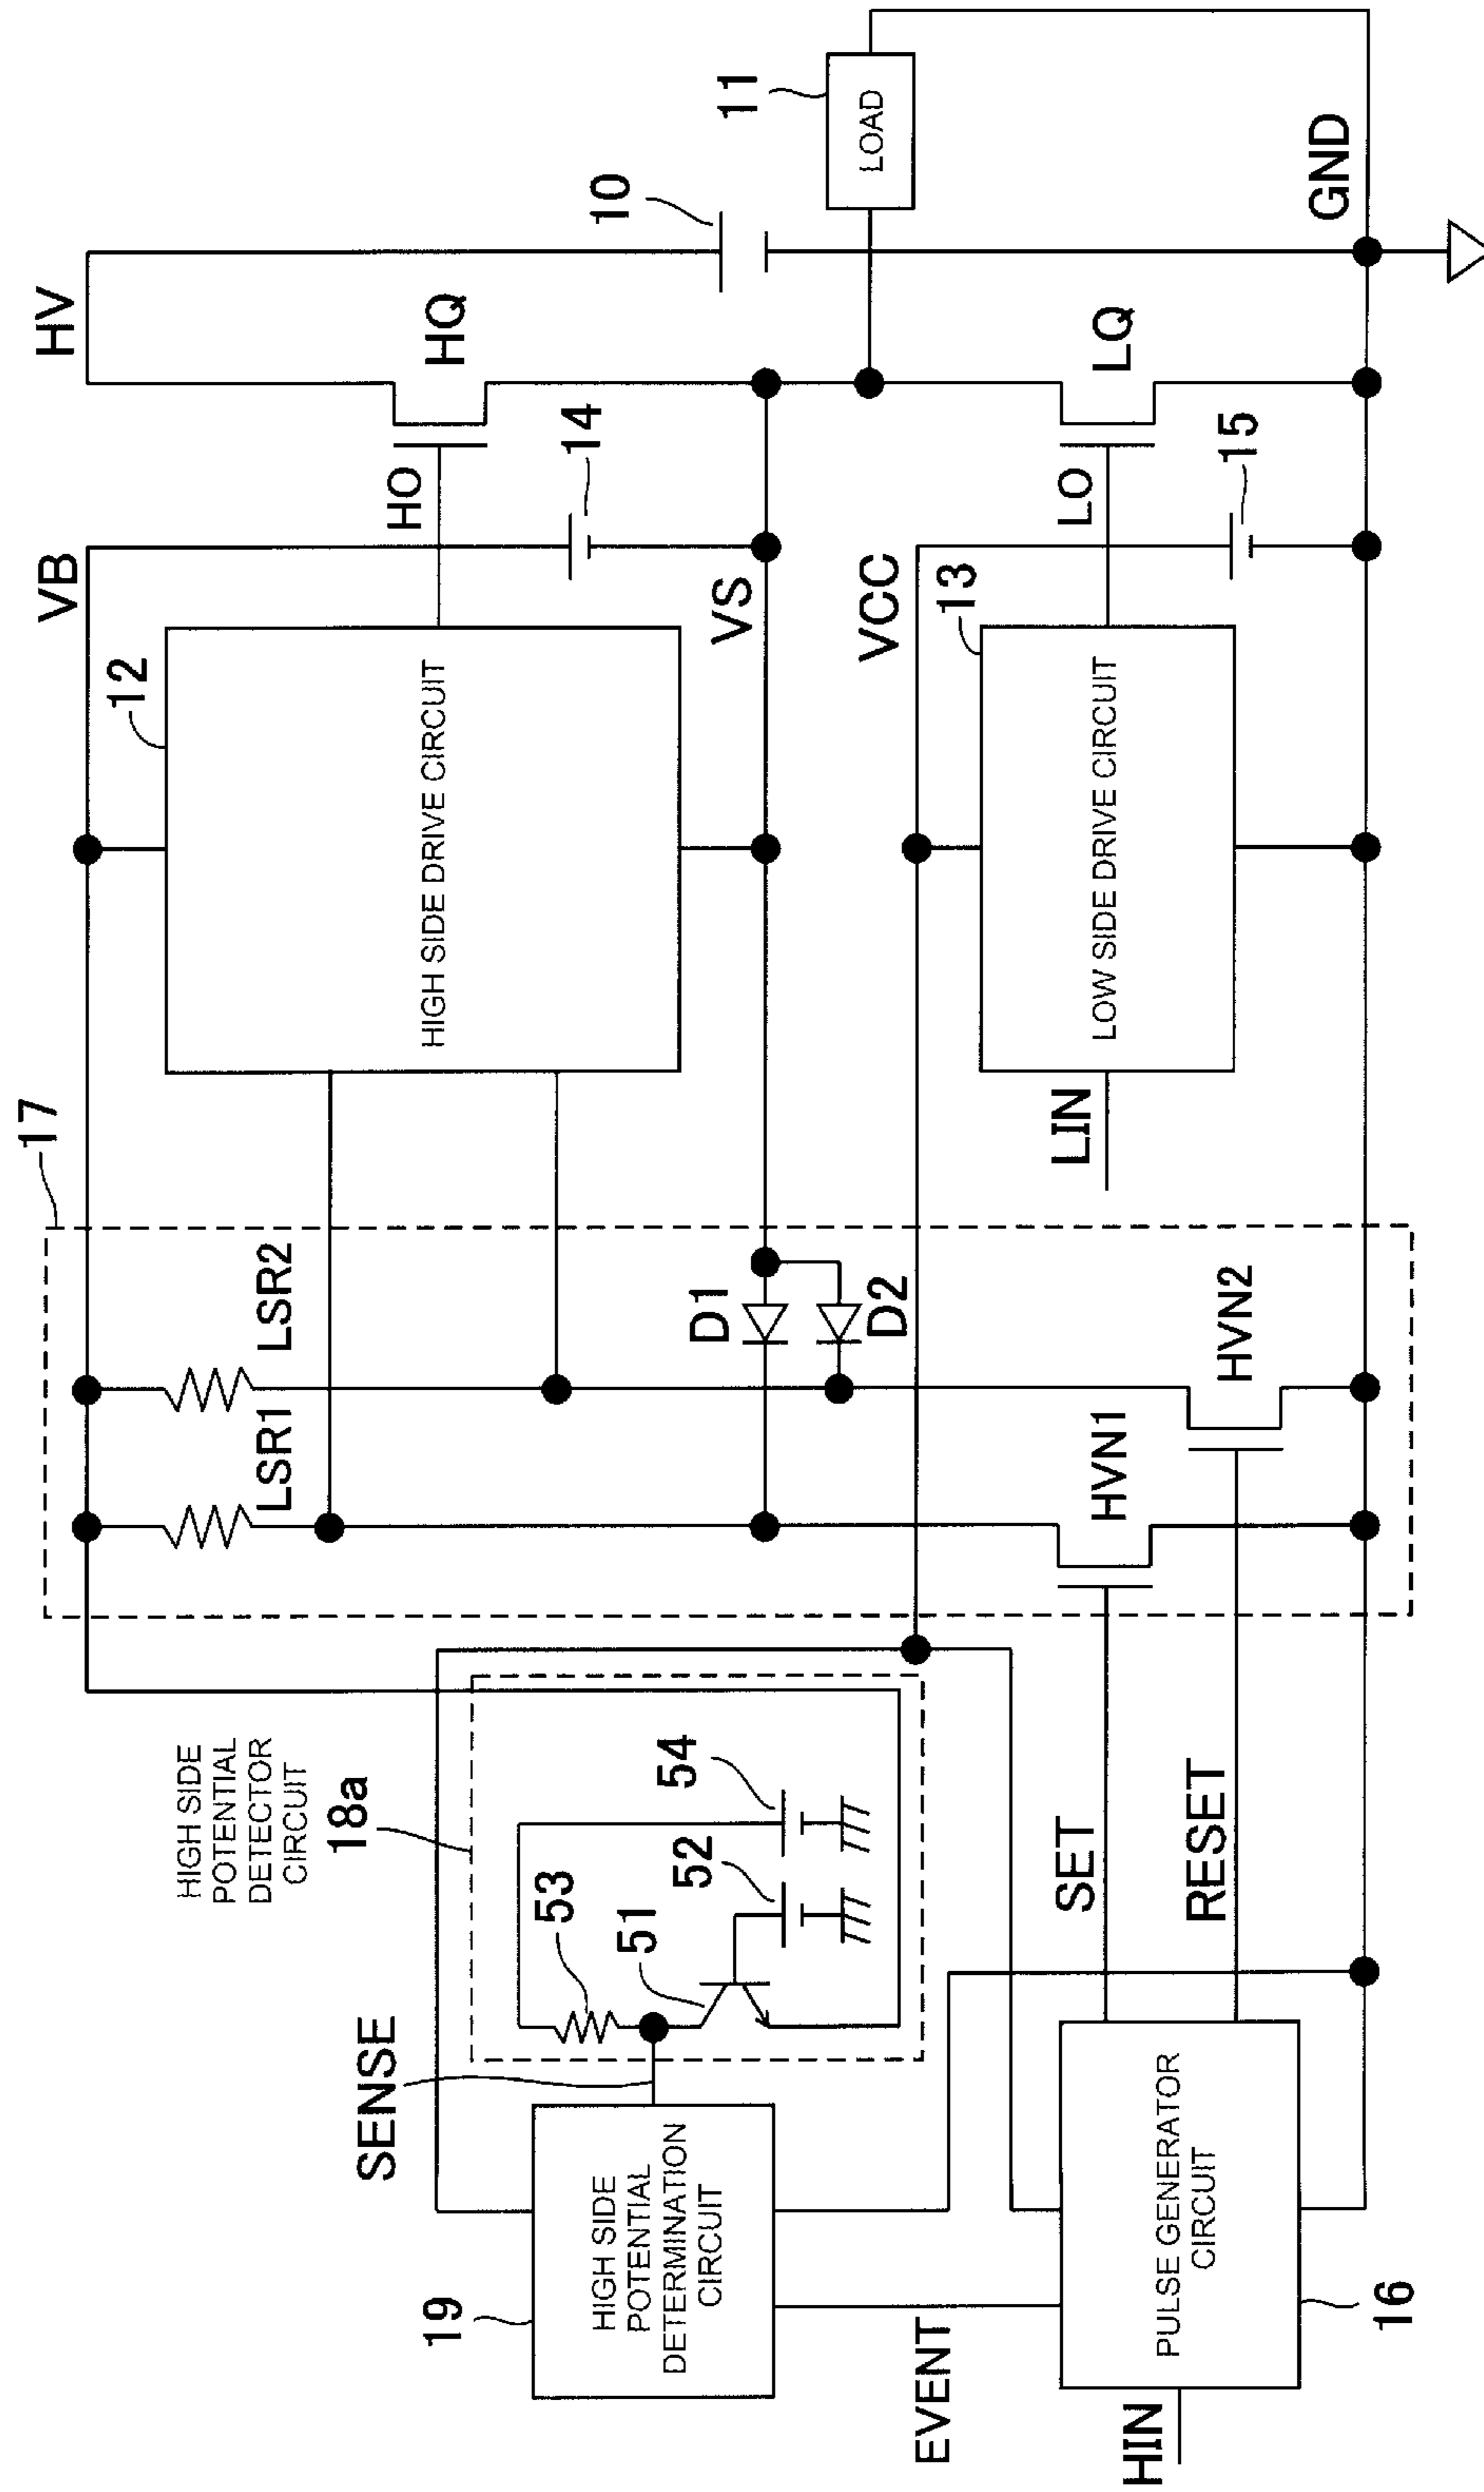 17
VB
HV
12
HO
HQ
10
11
LOAD
HIGH SIDE DRIVE CIRCUIT
14
VS
LSR1
LSR2
D1
D2
HIGH SIDE
POTENTIAL
DETECTOR
CIRCUIT
18a
SENSE
53
51
52
54
19
HIGH SIDE
POTENTIAL
DETERMINATION
CIRCUIT
VCC
13
LOW SIDE DRIVE CIRCUIT
LIN
LO
LQ
15
GND
EVENT
SET
RESET
HVN1
HVN2
HIN
PULSE GENERATOR
CIRCUIT
16